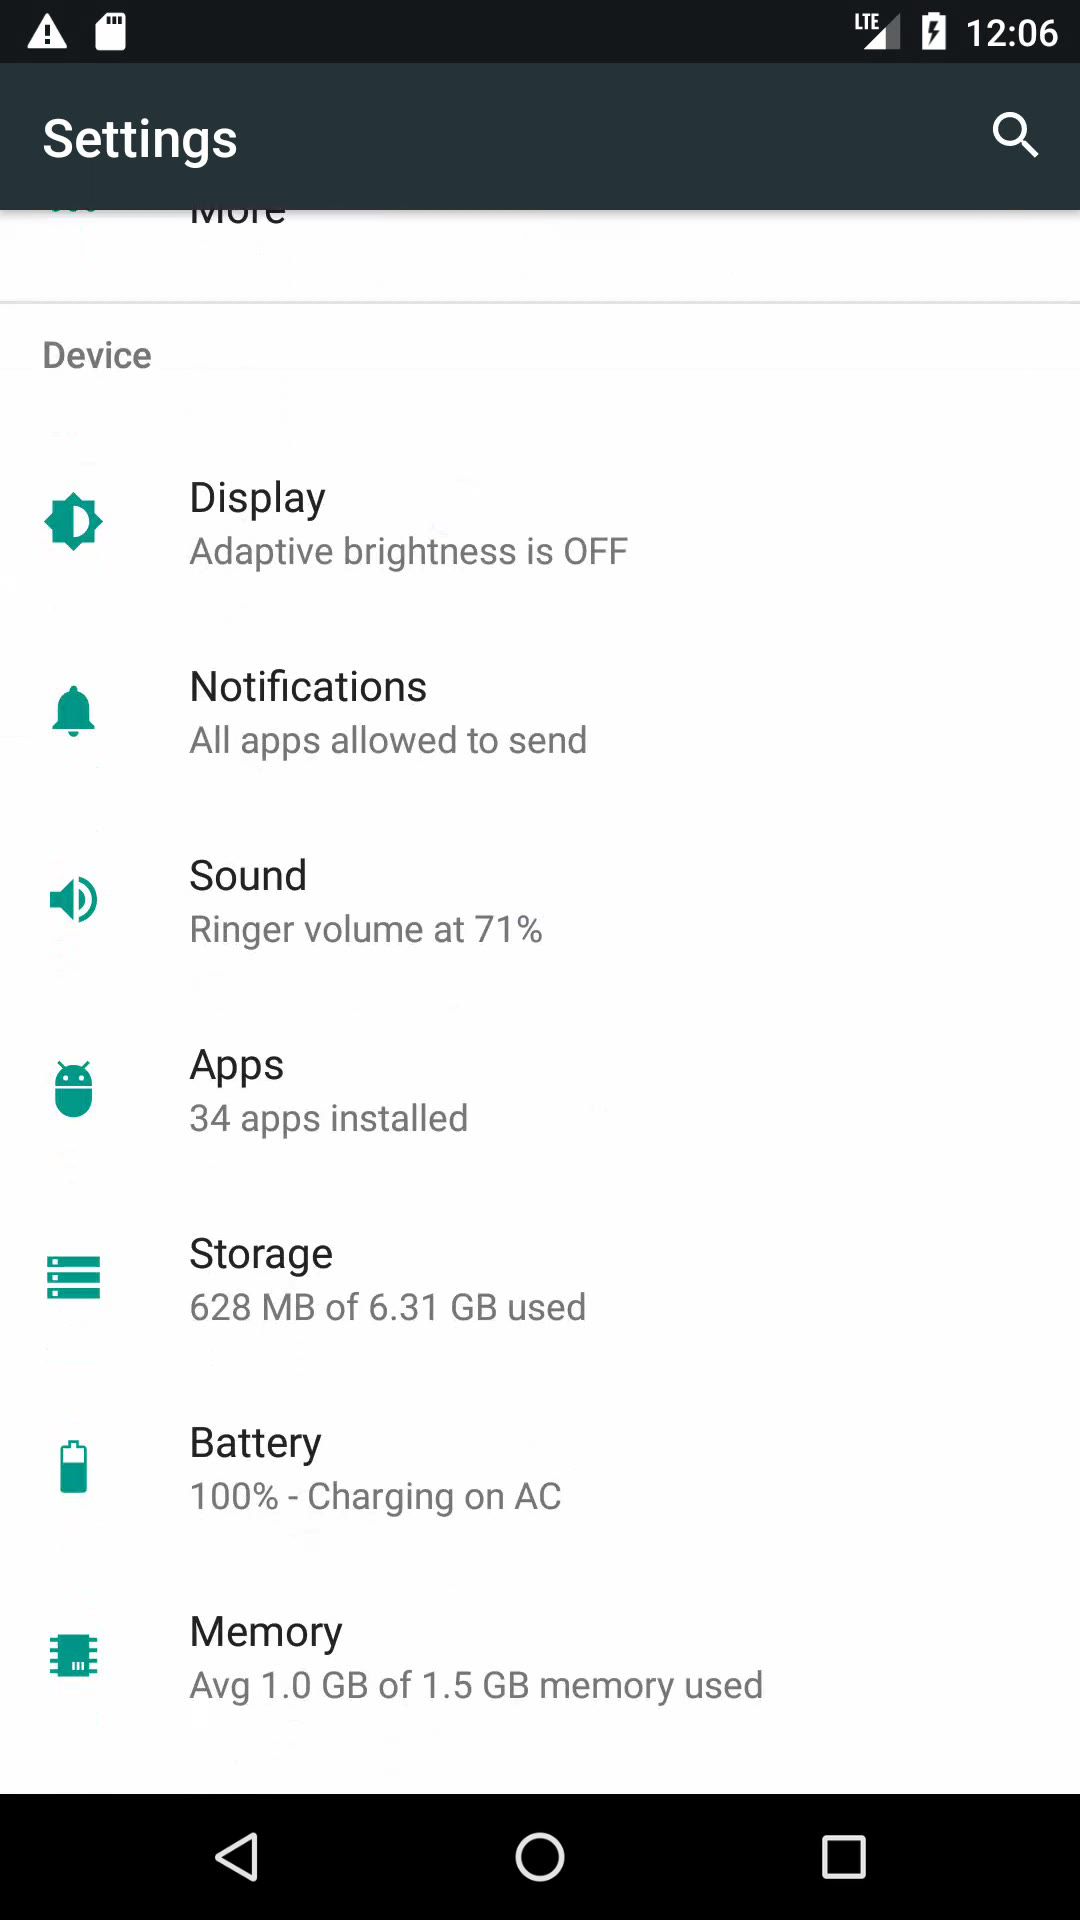 LTE 12:06
Settings
More
Device
Display
Adaptive brightness is OFF
Notifications
All apps allowed to send
Sound
Ringer volume at 71%
Apps
34 apps installed
Storage
628 MB of 6.31 GB used
Battery
100% - Charging on AC
Memory
Avg 1.0 GB of 1.5 GB memory used